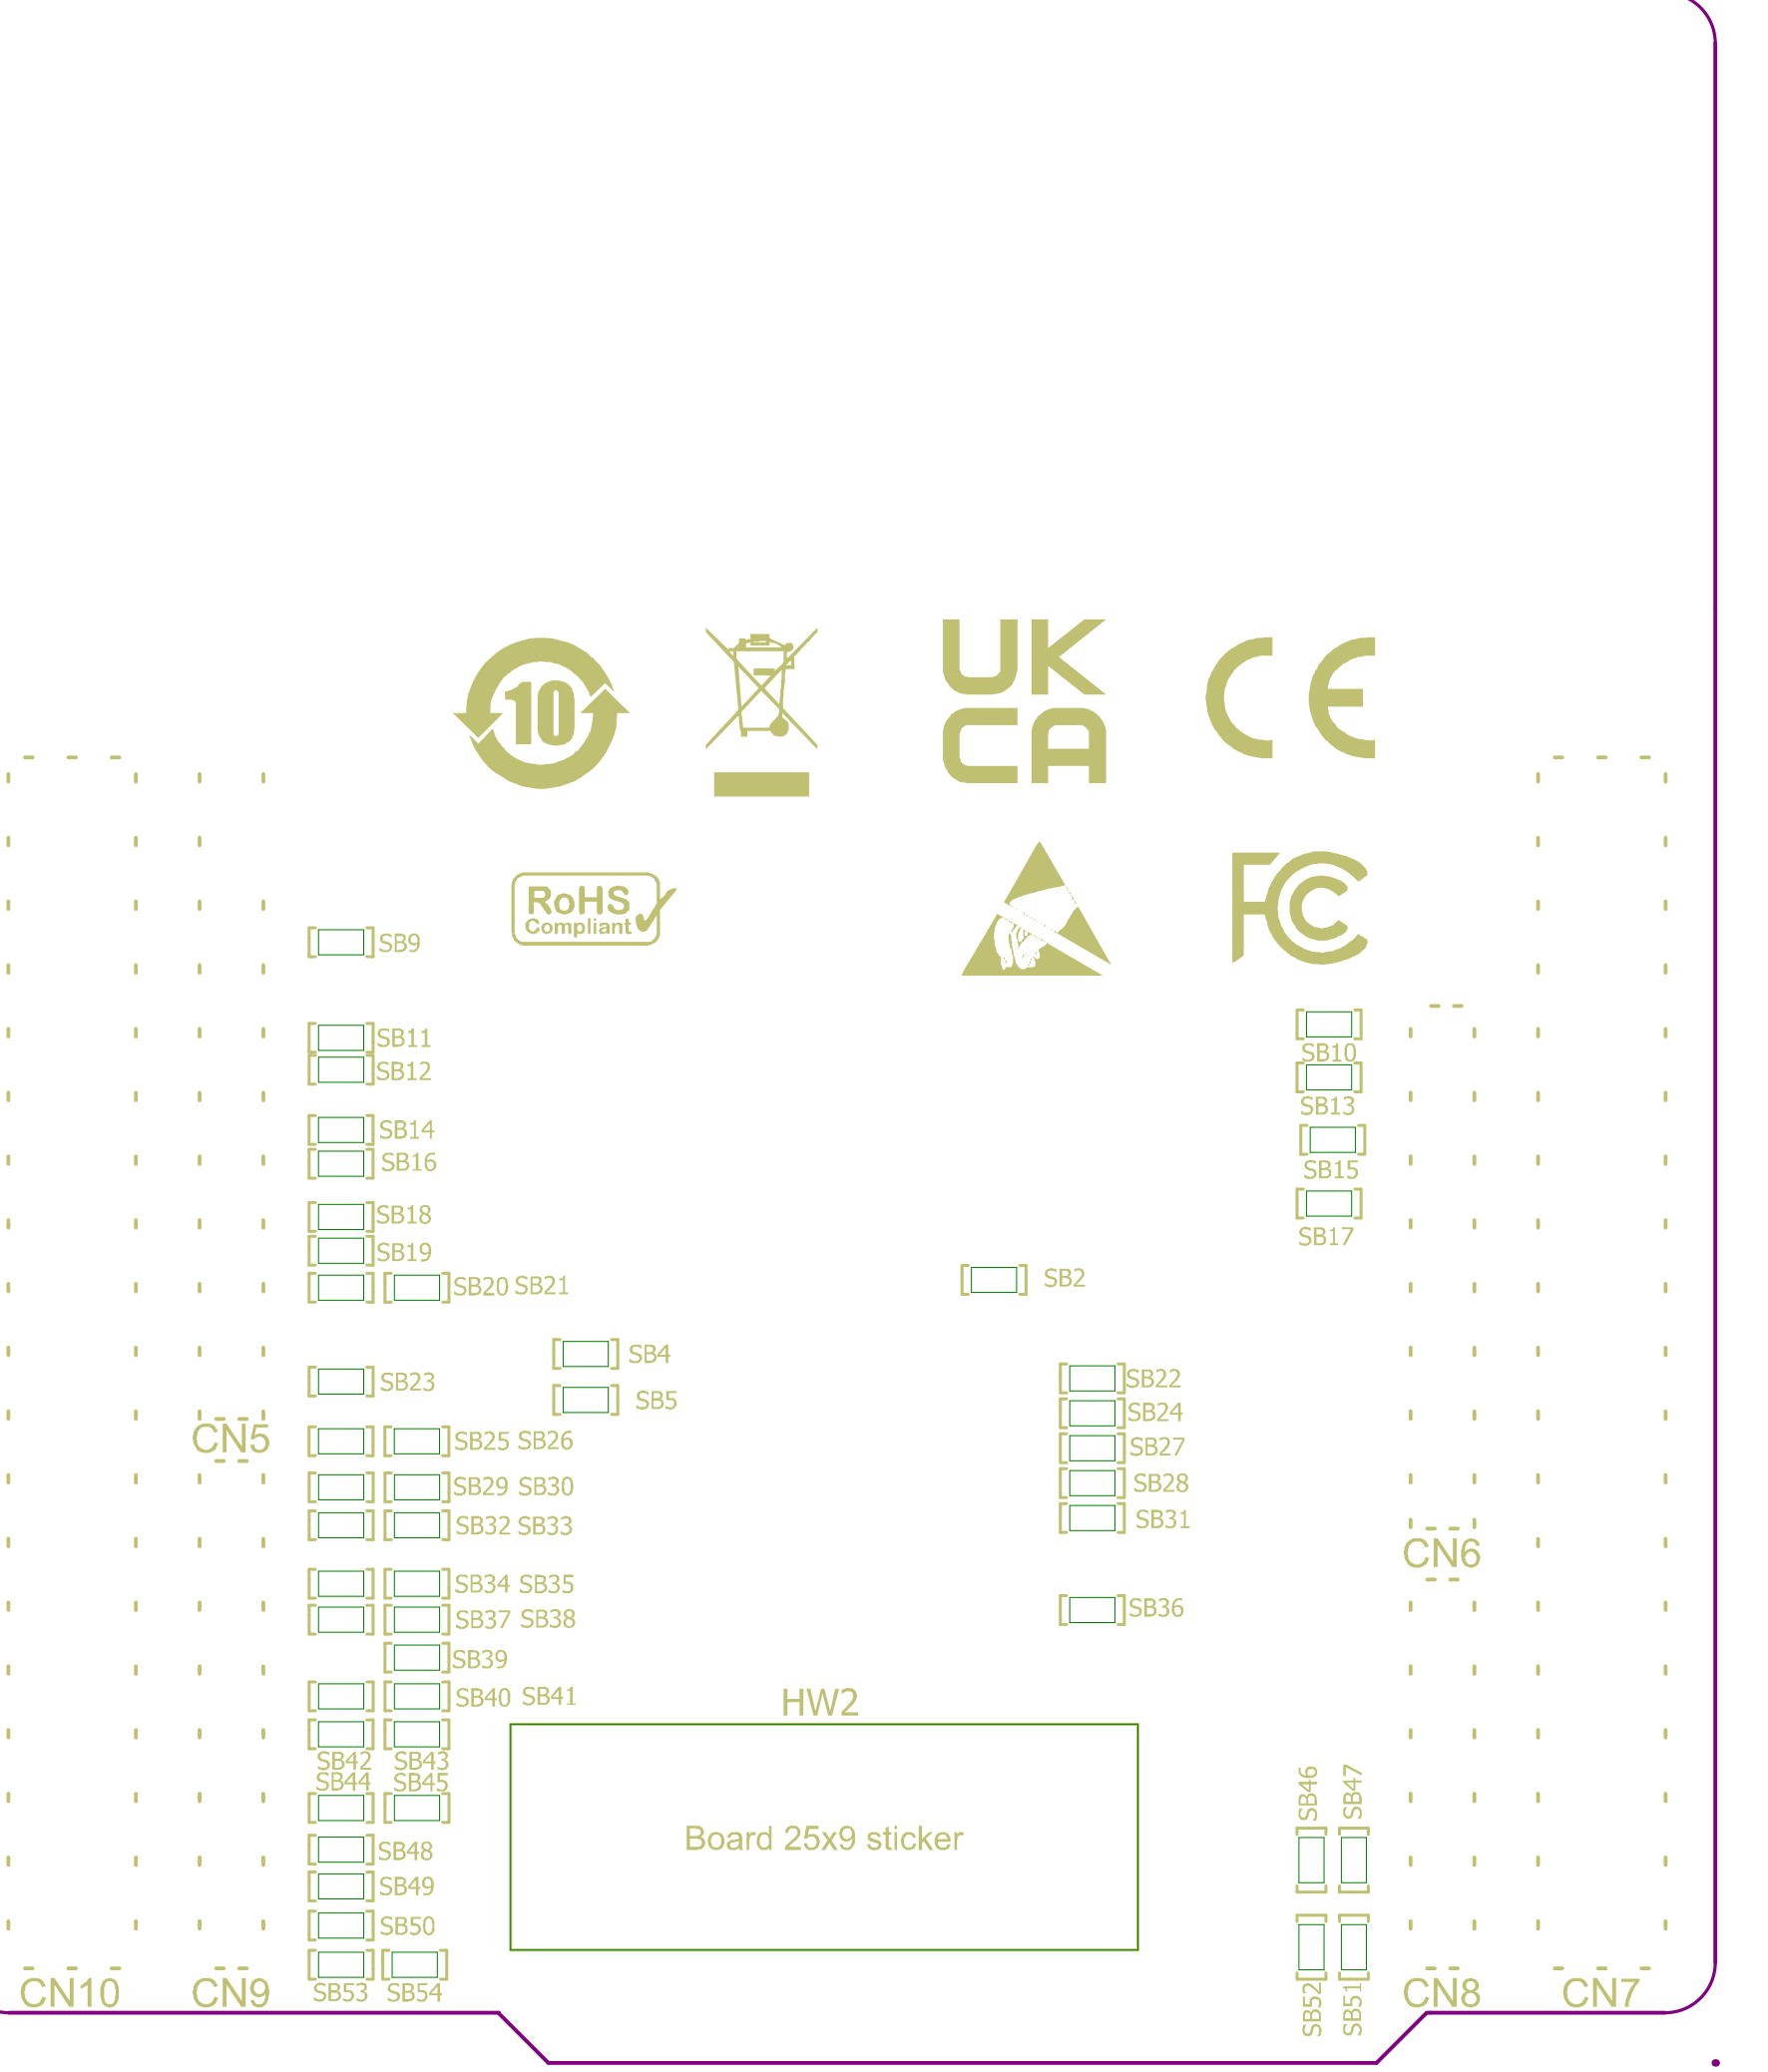 10
UK
CA
CE
RoHS
Compliant
FC
SB9
SB11
SB10
SB12
SB13
SB14
SB16
SB15
SB18
SB17
SB19
SB20 SB21
SB2
SB4
SB23
SB22
SB5
SB24
CN5
SB25 SB26
SB27
SB29 SB30
SB28
SB32 SB33
SB31
CN6
SB34 SB35
SB37 SB38
SB36
SB39
SB40 SB41
HW2
SB42 SB43
SB44 SB45
SB46 SB47
Board 25x9 sticker
SB48
SB49
SB50
CN10
CN9
SB53 SB54
SB52 SB51
CN8
CN7